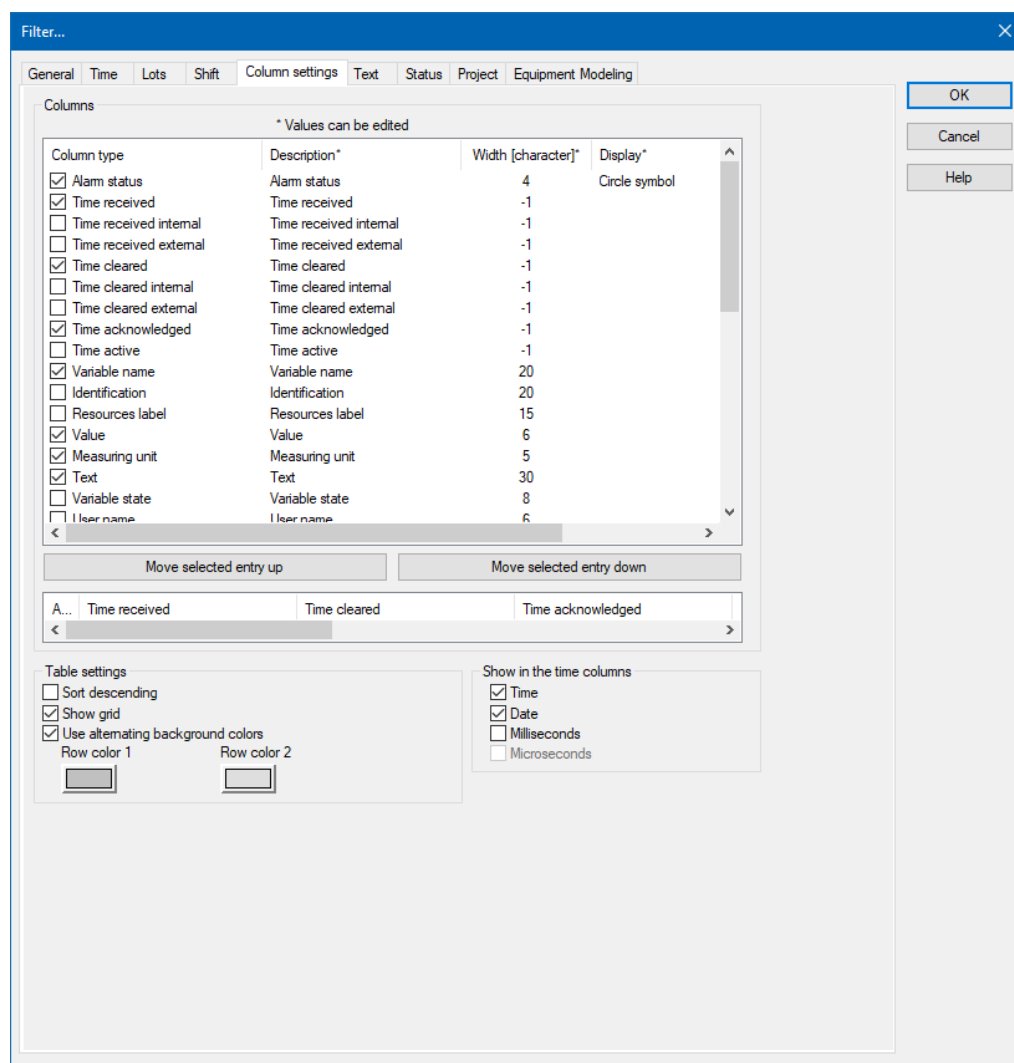 Filter...
General Time Lots Shift Column settings Text Status Project Equipment Modeling
OK
Cancel
Help
Columns
* Values can be edited
Column type Description* Width [character]* Display*
Alarm status Alarm status 4 Circle symbol
Time received Time received -1
Time received internal Time received internal -1
Time received external Time received external -1
Time cleared Time cleared -1
Time cleared internal Time cleared internal -1
Time cleared external Time cleared external -1
Time acknowledged Time acknowledged -1
Time active Time active -1
Variable name Variable name 20
Identification Identification 20
Resources label Resources label 15
Value Value 6
Measuring unit Measuring unit 5
Text Text 30
Variable state Variable state 8
User name User name 6
Move selected entry up Move selected entry down
A... Time received Time cleared Time acknowledged
Table settings
Sort descending
Show grid
Use alternating background colors
Row color 1 Row color 2
Show in the time columns
Time
Date
Milliseconds
Microseconds